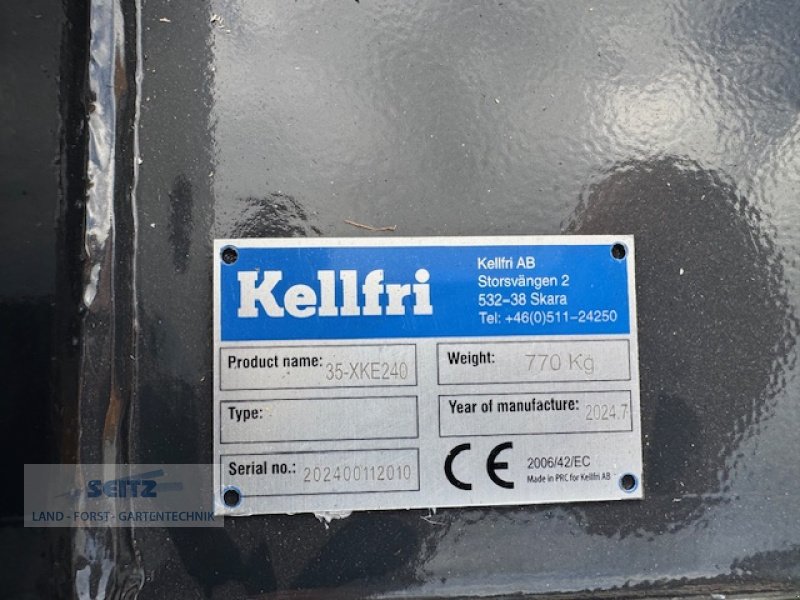 Kellfri
Kellfri AB
Storsvängen 2
532-38 Skara
Tel: +46(0)511-24250
Product name: 35-XKE240
Weight: 770 Kg
Type:
Year of manufacture: 2024.7
Serial no.: 202400112010
CE 2006/42/EC
Made in PRC for Kellfri AB
SEITZ
LAND - FORST - GARTENTECHNIK